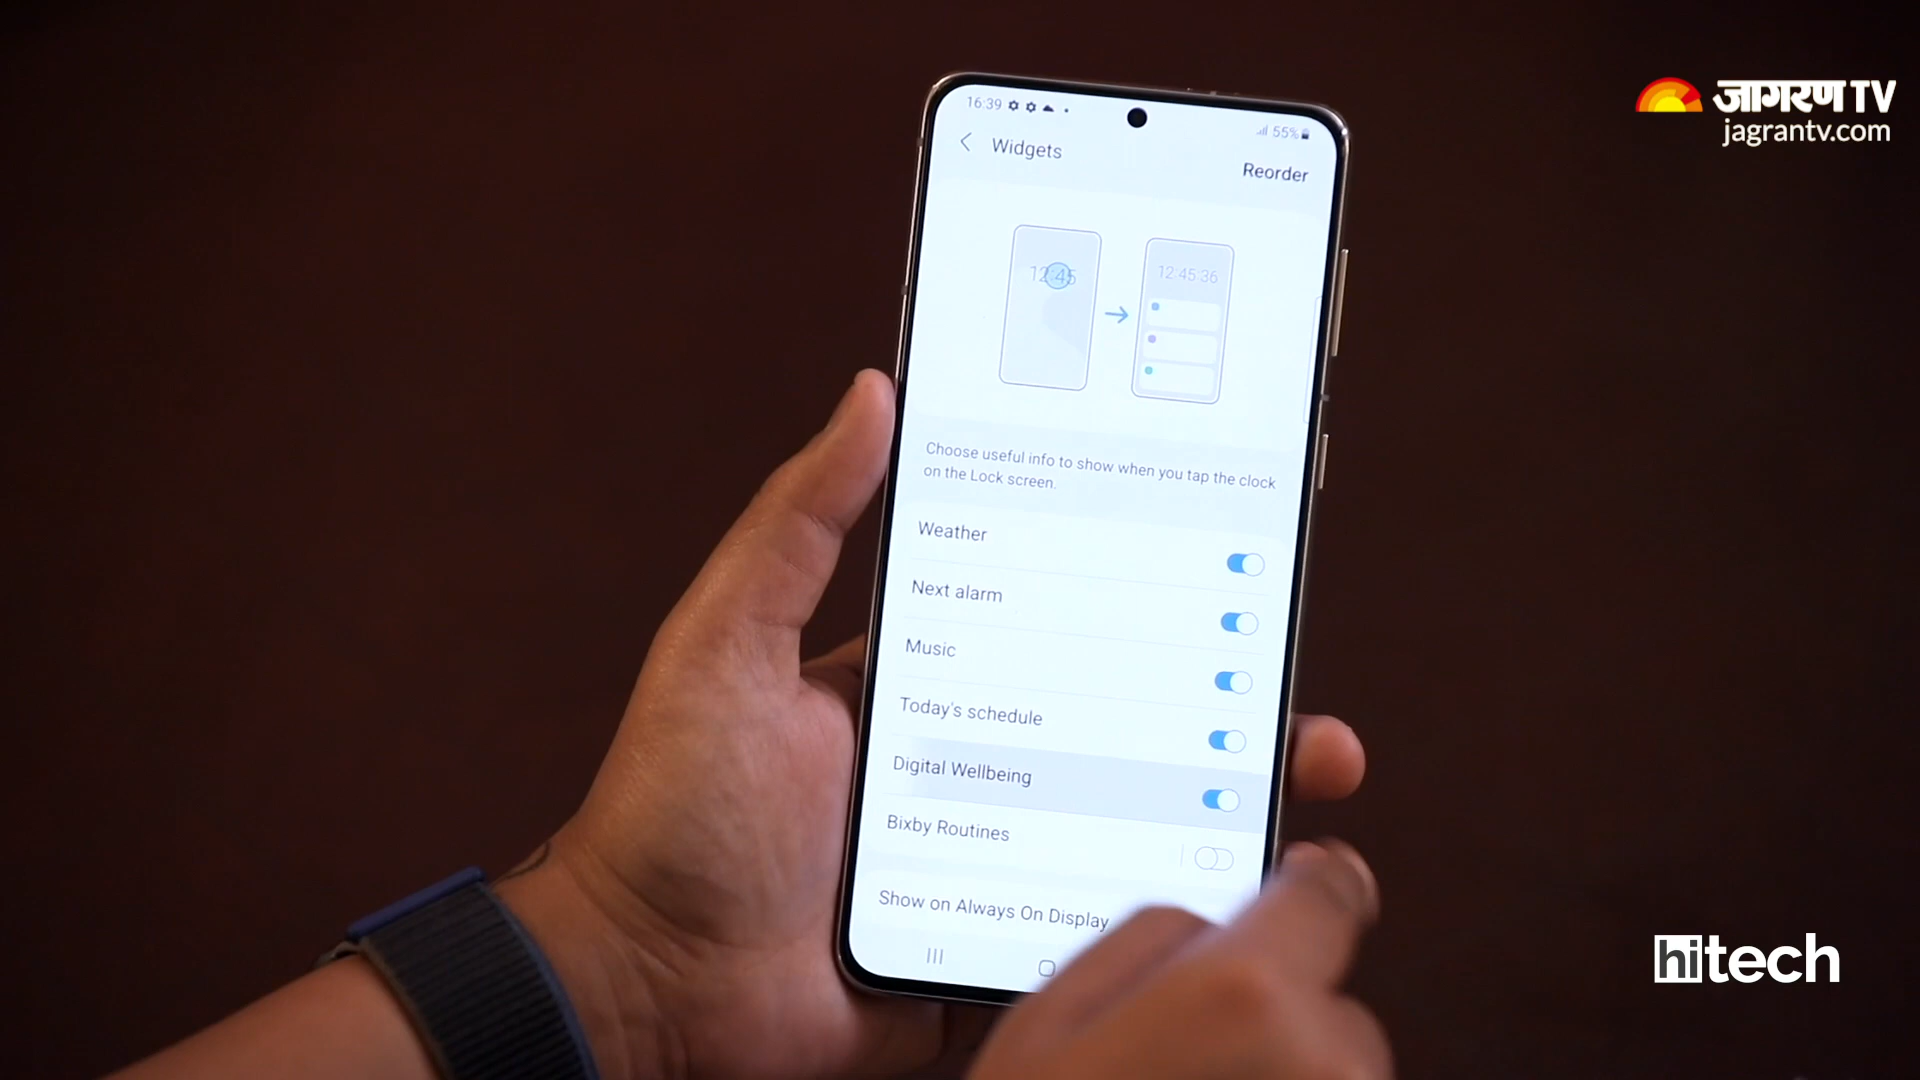 जागरण TV
jagrantv.com
16:39
55%
Widgets
Reorder
12:45
12:45:36
Choose useful info to show when you tap the clock
on the Lock screen.
Weather
Next alarm
Music
Today's schedule
Digital Wellbeing
Bixby Routines
Show on Always On Display
hitech